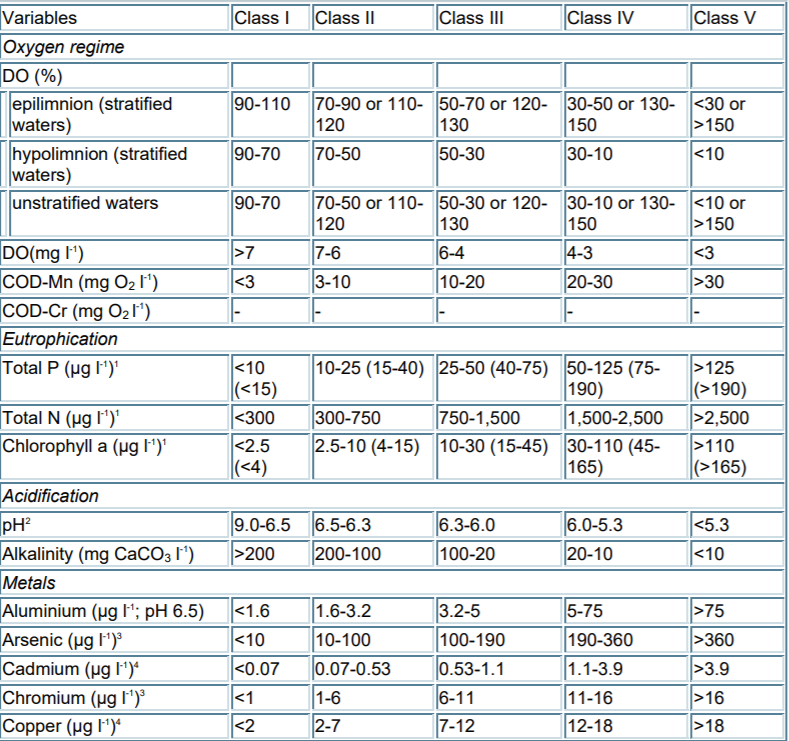 Variables Class I Class II Class III Class IV Class V
Oxygen regime
DO (%)
epilimnion (stratified waters) 90-110 70-90 or 110-120 50-70 or 120-130 30-50 or 130-150 <30 or >150
hypolimnion (stratified waters) 90-70 70-50 50-30 30-10 <10
unstratified waters 90-70 70-50 or 110-120 50-30 or 120-130 30-10 or 130-150 <10 or >150
DO(mg l⁻¹) >7 7-6 6-4 4-3 <3
COD-Mn (mg O₂ l⁻¹) <3 3-10 10-20 20-30 >30
COD-Cr (mg O₂ l⁻¹) - - - - -
Eutrophication
Total P (µg l⁻¹)¹ <10 (<15) 10-25 (15-40) 25-50 (40-75) 50-125 (75-190) >125 (>190)
Total N (µg l⁻¹)¹ <300 300-750 750-1,500 1,500-2,500 >2,500
Chlorophyll a (µg l⁻¹)¹ <2.5 (<4) 2.5-10 (4-15) 10-30 (15-45) 30-110 (45-165) >110 (>165)
Acidification
pH² 9.0-6.5 6.5-6.3 6.3-6.0 6.0-5.3 <5.3
Alkalinity (mg CaCO₃ l⁻¹) >200 200-100 100-20 20-10 <10
Metals
Aluminium (µg l⁻¹; pH 6.5) <1.6 1.6-3.2 3.2-5 5-75 >75
Arsenic (µg l⁻¹)³ <10 10-100 100-190 190-360 >360
Cadmium (µg l⁻¹)⁴ <0.07 0.07-0.53 0.53-1.1 1.1-3.9 >3.9
Chromium (µg l⁻¹)³ <1 1-6 6-11 11-16 >16
Copper (µg l⁻¹)⁴ <2 2-7 7-12 12-18 >18